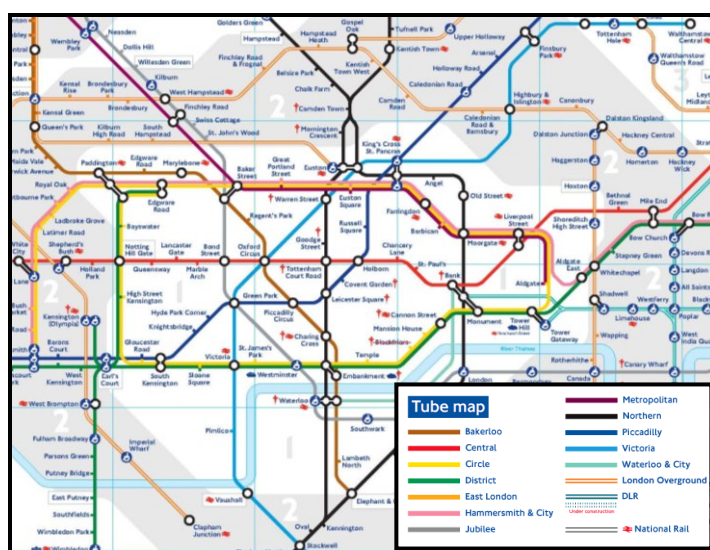 Golders Green
Gospel
Oak
Tufnell Park
Neasden
Wembley
Park
Dollis Hill
Willesden Green
Kilburn
Hampstead
Hampstead
Heath
Finchley Road
& Frognal
Kentish Town
Kentish
Town West
Upper Holloway
Arsenal
Finsbury
Park
Tottenham
Hale
Walthamstow
Central
Walthamstow
Queen's Road
Central
Kensal
Rise
Brondesbury
Park
Brondesbury
West Hampstead
Finchley Road
Swiss Cottage
Belsize Park
Chalk Farm
Camden Town
Camden
Road
Holloway Road
Caledonian Road
Highbury &
Islington
Canonbury
Kensal Green
Queen's Park
Kilburn
High Road
South
Hampstead
St. John's Wood
Mornington
Crescent
Caledonian
Road &
Barnsbury
Dalston Junction
Dalston Kingsland
Hackney Central
Homerton
Hackney
Wick
Haggerston
Hoxton
Paddington
Edgware
Road
Marylebone
Baker
Street
Great
Portland
Street
Euston
King's Cross
St. Pancras
Angel
Old Street
Royal Oak
Edgware
Road
Warren Street
Euston
Square
Farringdon
Barbican
Liverpool
Street
Moorgate
Shoreditch
High Street
Bethnal
Green
Mile End
Bow Church
Ladbroke Grove
Latimer Road
Shepherd's
Bush
White
City
Bayswater
Regent's Park
Russell
Square
Goodge
Street
Notting
Hill Gate
Lancaster
Gate
Bond
Street
Oxford
Circus
Chancery
Lane
St. Paul's
Bank
Aldgate
East
Aldgate
Stepney Green
Whitechapel
Holland
Park
Queensway
Marble
Arch
Tottenham
Court Road
Holborn
Covent Garden
Leicester Square
Cannon Street
Mansion House
Blackfriars
Shadwell
Westferry
Limehouse
Poplar
Kensington
(Olympia)
High Street
Kensington
Hyde Park Corner
Knightsbridge
Green Park
Piccadilly
Circus
Charing
Cross
Temple
Monument
Tower
Hill
Tower
Gateway
River Thames
Wapping
Rotherhithe
Canary Wharf
Barons
Court
Gloucester
Road
Victoria
St. James's
Park
Westminster
Embankment
West
Kensington
Earl's
Court
South
Kensington
Sloane
Square
Waterloo
Southwark
London
Canada
West Brompton
Fulham Broadway
Imperial
Wharf
Parsons Green
Putney Bridge
East Putney
Southfields
Wimbledon Park
Wimbledon
Clapham
Junction
Pimlico
Vauxhall
Lambeth
North
Elephant &
Oval
Kennington
Stockwell
1
2
3
Tube map
Bakerloo
Central
Circle
District
East London
Hammersmith & City
Jubilee
Metropolitan
Northern
Piccadilly
Victoria
Waterloo & City
London Overground
DLR
Under construction
National Rail